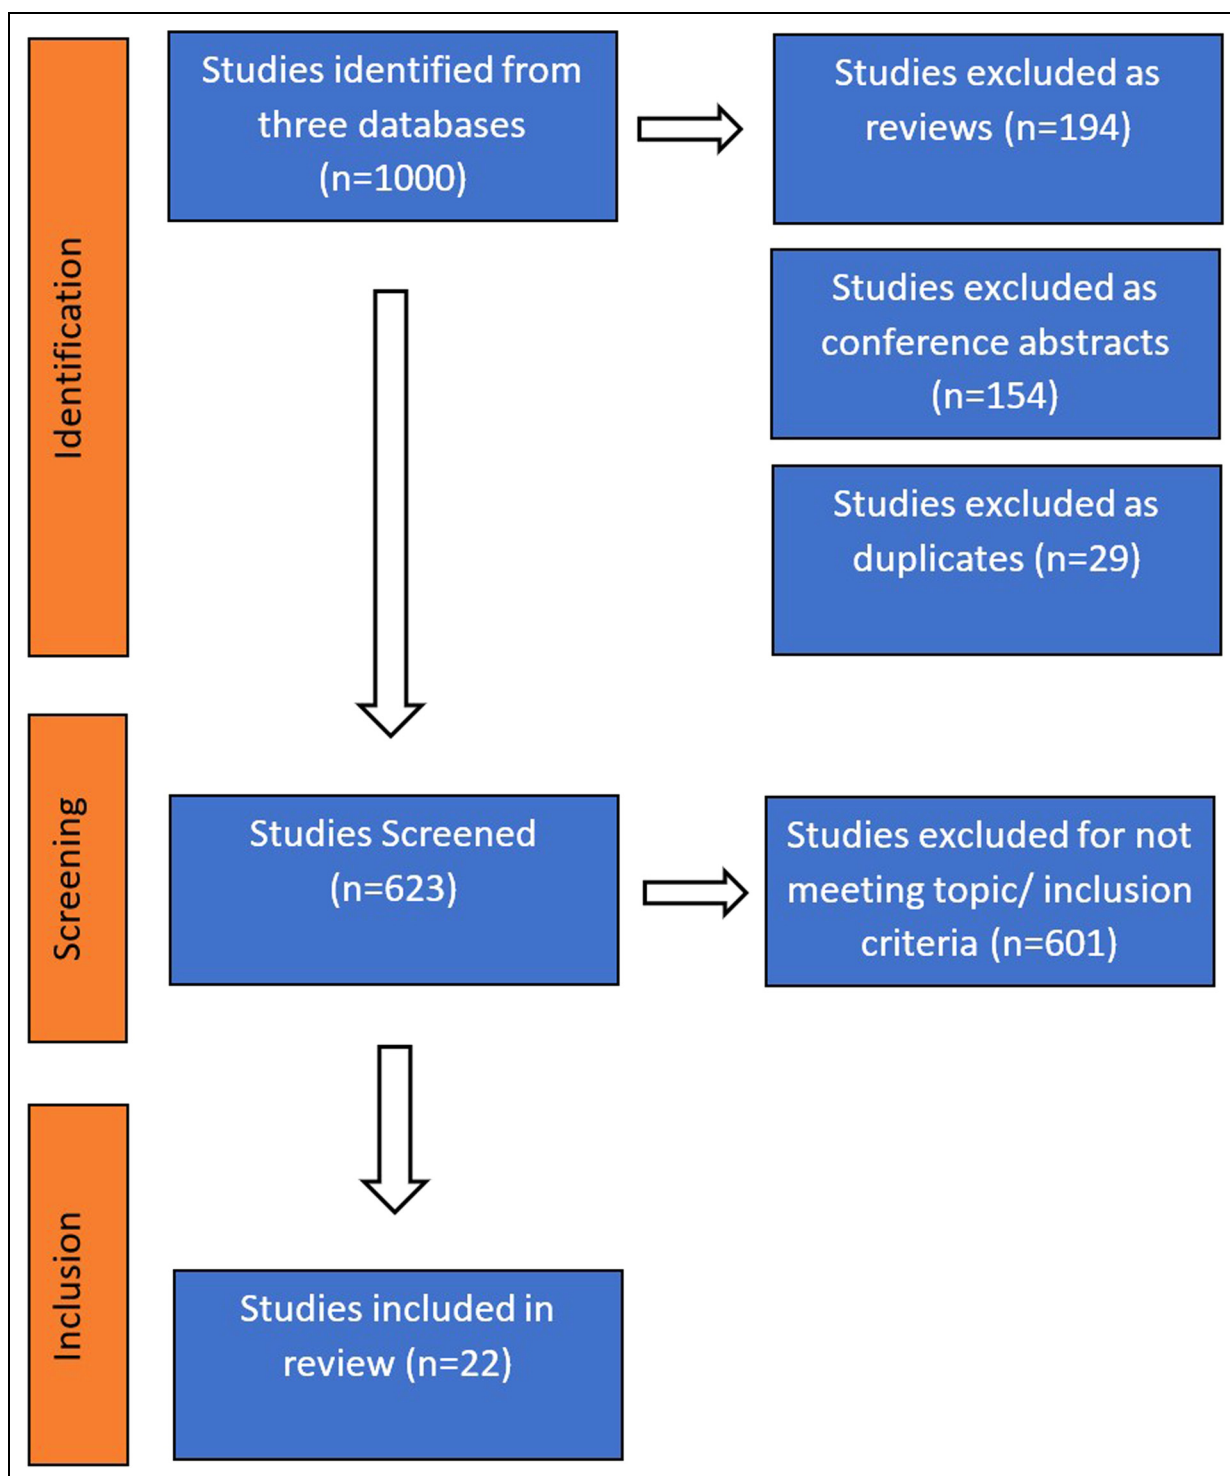 Identification
Studies identified from
three databases
(n=1000)
Studies excluded as
reviews (n=194)
Studies excluded as
conference abstracts
(n=154)
Studies excluded as
duplicates (n=29)
Screening
Studies Screened
(n=623)
Studies excluded for not
meeting topic/ inclusion
criteria (n=601)
Inclusion
Studies included in
review (n=22)